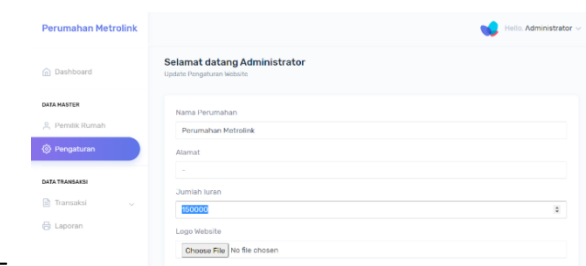 Perumahan Metrolink
Hello, Administrator
Dashboard
DATA MASTER
Pemilik Rumah
Pengaturan
DATA TRANSAKSI
Transaksi
Laporan
Selamat datang Administrator
Update Pengaturan Website
Nama Perumahan
Perumahan Metrolink
Alamat
-
Jumlah Iuran
150000
Logo Website
Choose File No file chosen